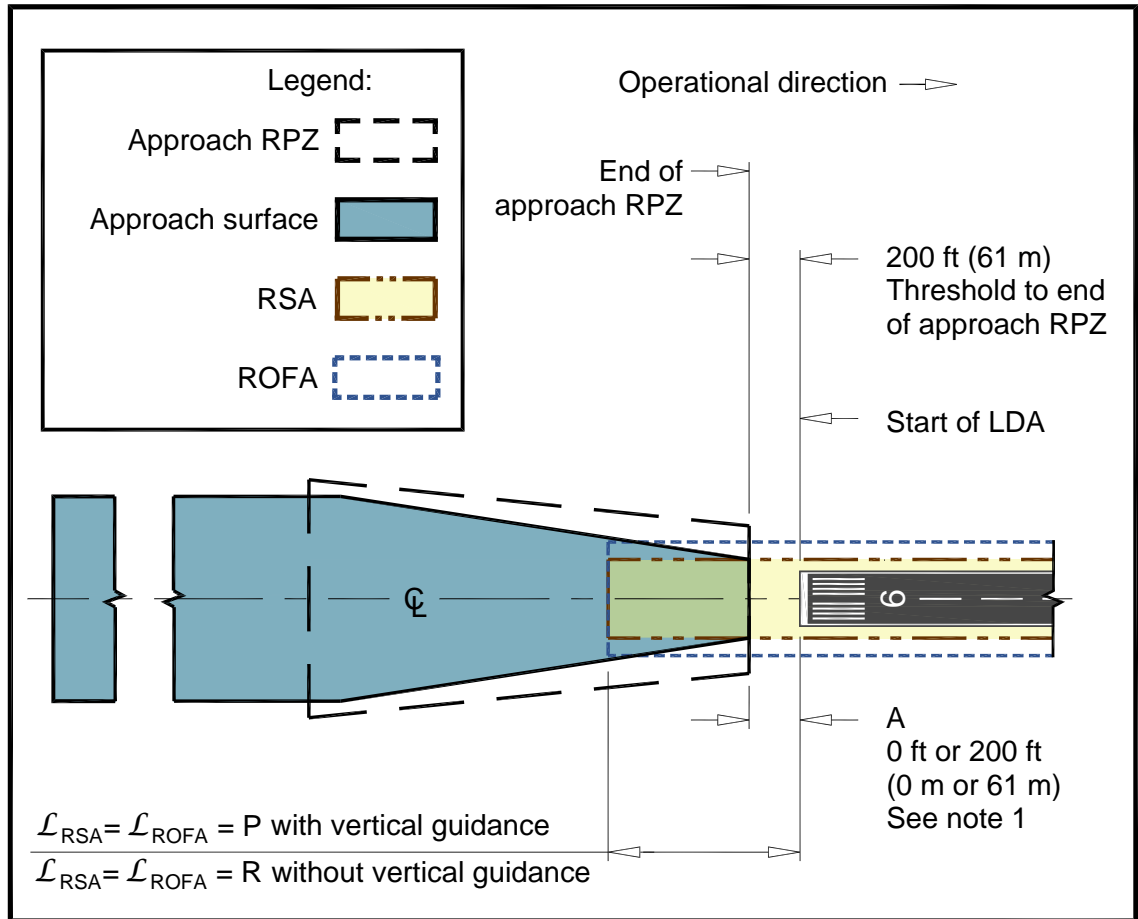 Legend:
Approach RPZ
Approach surface
RSA
ROFA
Operational direction
End of
approach RPZ
200 ft (61 m)
Threshold to end
of approach RPZ
Start of LDA
℄
6
A
0 ft or 200 ft
(0 m or 61 m)
See note 1
ℒRSA= ℒROFA = P with vertical guidance
ℒRSA= ℒROFA = R without vertical guidance